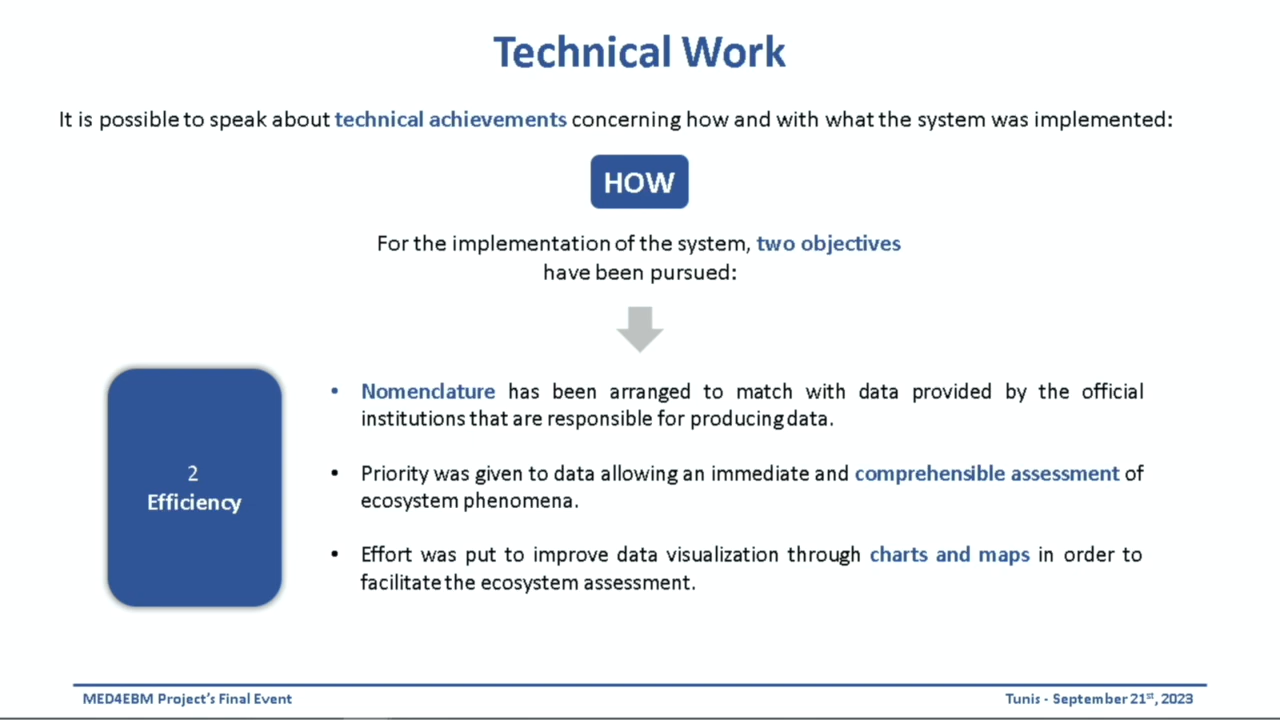 Technical Work
It is possible to speak about technical achievements concerning how and with what the system was implemented:
HOW
For the implementation of the system, two objectives
have been pursued:
2
Efficiency
• Nomenclature has been arranged to match with data provided by the official
institutions that are responsible for producing data.
• Priority was given to data allowing an immediate and comprehensible assessment of
ecosystem phenomena.
• Effort was put to improve data visualization through charts and maps in order to
facilitate the ecosystem assessment.
MED4EBM Project's Final Event
Tunis - September 21st, 2023